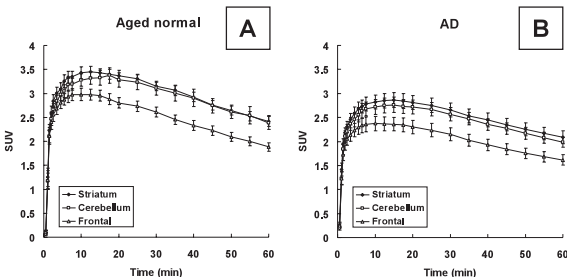 Aged normal
A
4
3.5
3
2.5
2
1.5
1
0.5
0
SUV
Striatum
Cerebellum
Frontal
0 10 20 30 40 50 60
Time (min)
AD
B
4
3.5
3
2.5
2
1.5
1
0.5
0
SUV
Striatum
Cerebellum
Frontal
0 10 20 30 40 50 60
Time (min)